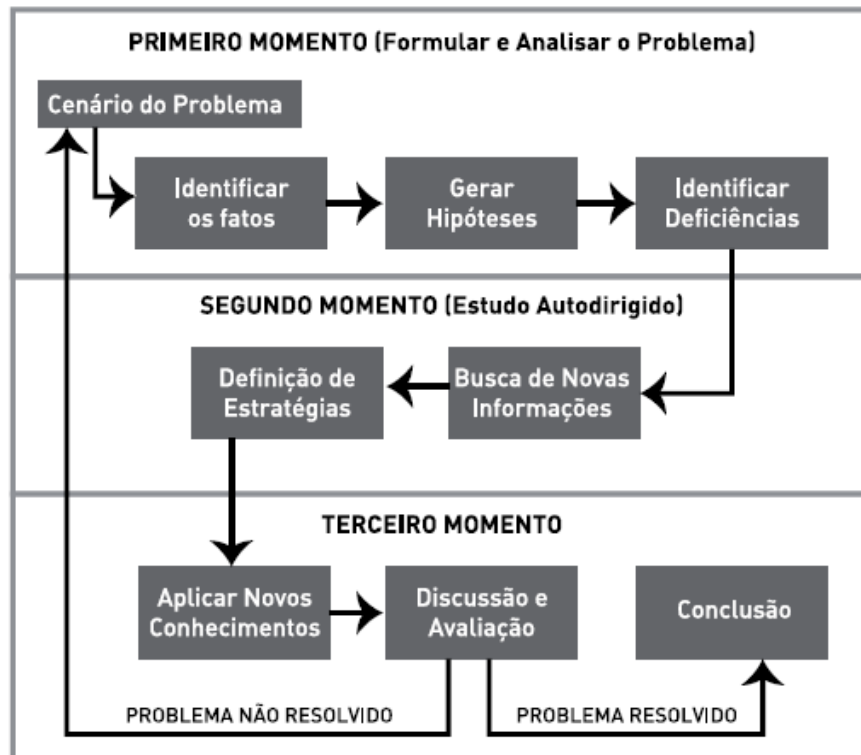 PRIMEIRO MOMENTO (Formular e Analisar o Problema)
Cenário do Problema
Identificar
os fatos
Gerar
Hipóteses
Identificar
Deficiências
SEGUNDO MOMENTO (Estudo Autodirigido)
Definição de
Estratégias
Busca de Novas
Informações
TERCEIRO MOMENTO
Aplicar Novos
Conhecimentos
Discussão e
Avaliação
Conclusão
PROBLEMA NÃO RESOLVIDO
PROBLEMA RESOLVIDO